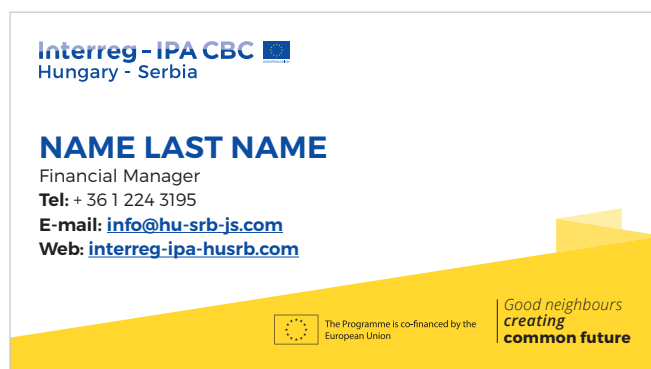 Interreg - IPA CBC
EUROPEAN UNION
Hungary - Serbia
NAME LAST NAME
Financial Manager
Tel: + 36 1 224 3195
E-mail: info@hu-srb-js.com
Web: interreg-ipa-husrb.com
The Programme is co-financed by the
European Union
Good neighbours
creating
common future